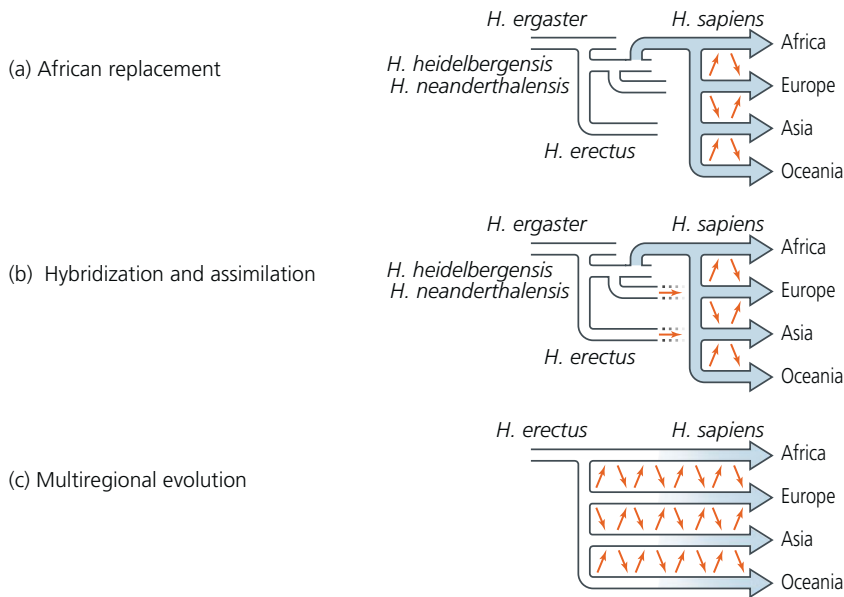 H. ergaster H. sapiens
Africa
(a) African replacement
H. heidelbergensis
H. neanderthalensis
Europe
Asia
H. erectus
Oceania
H. ergaster H. sapiens
Africa
(b) Hybridization and assimilation
H. heidelbergensis
H. neanderthalensis
Europe
Asia
H. erectus
Oceania
H. erectus H. sapiens
Africa
(c) Multiregional evolution
Europe
Asia
Oceania